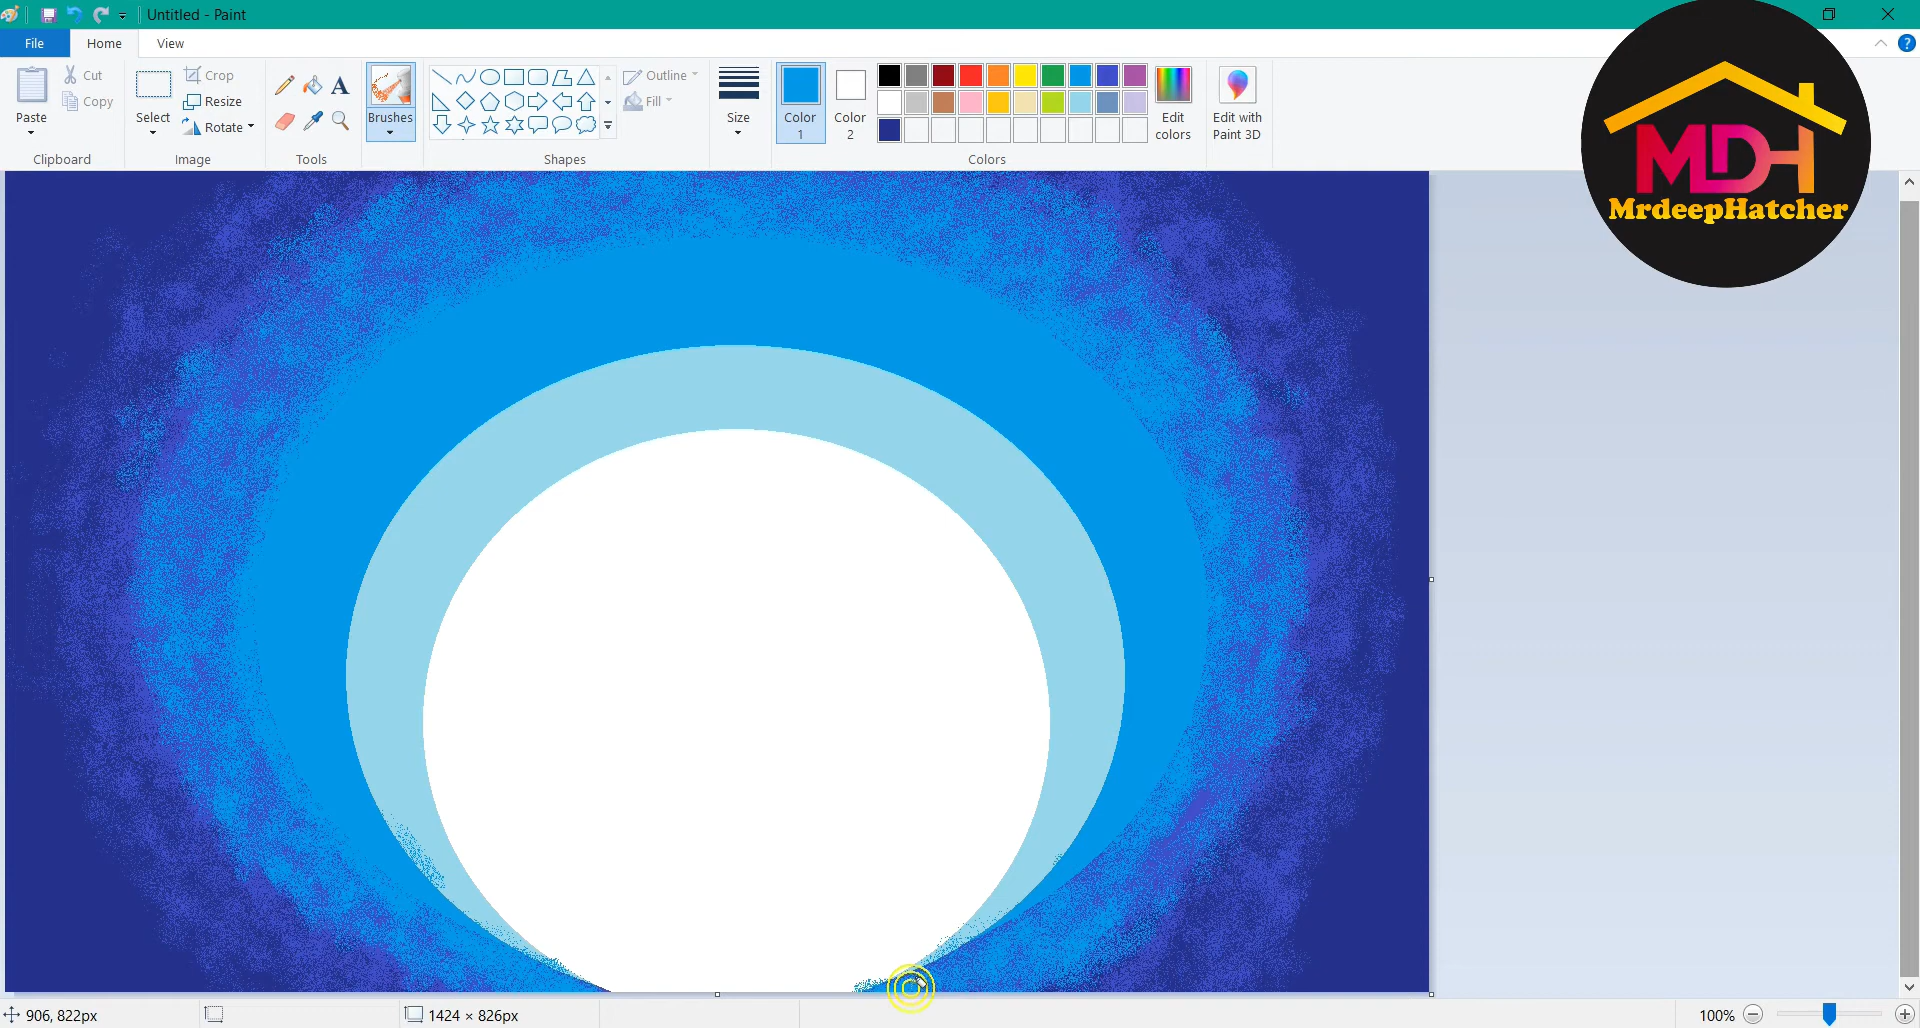 Untitled - Paint
File
Home
View
Paste
Cut
Copy
Clipboard
Select
Crop
Resize
Rotate
Image
Tools
Brushes
Outline
Fill
Shapes
Size
Color 1
Color 2
Edit colors
Edit with Paint 3D
Colors
MDH
MrdeepHatcher
906, 822px
1424 × 826px
100%